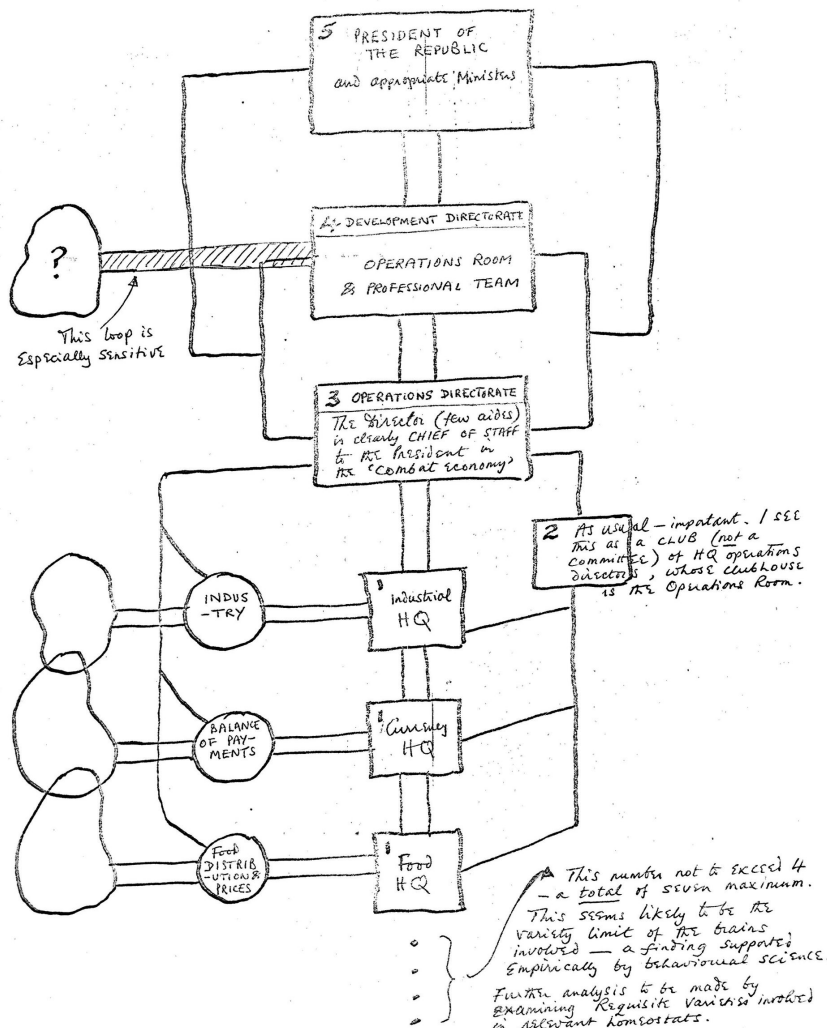 5
PRESIDENT OF
THE REPUBLIC
and appropriate Ministers
4 - DEVELOPMENT DIRECTORATE
OPERATIONS ROOM
& PROFESSIONAL TEAM
?
This loop is
Especially sensitive
3 OPERATIONS DIRECTORATE
The Director (few aides)
is clearly CHIEF OF STAFF
to the President in
the 'Combat economy'
2 As usual - important. I see
this as a CLUB (not a
committee) of HQ operations
directors, whose clubhouse
is the Operations Room.
INDUS
-TRY
1
Industrial
HQ
BALANCE
OF PAY-
MENTS
1 Currency
HQ
Food
DISTRIB
-UTION &
PRICES
1
Food
HQ
This number not to exceed 4
- a total of seven maximum.
This seems likely to be the
variety limit of the brains
involved — a finding supported
Empirically by behavioural science
Further analysis to be made by
examining Requisite Varieties involved
in relevant homeostats.